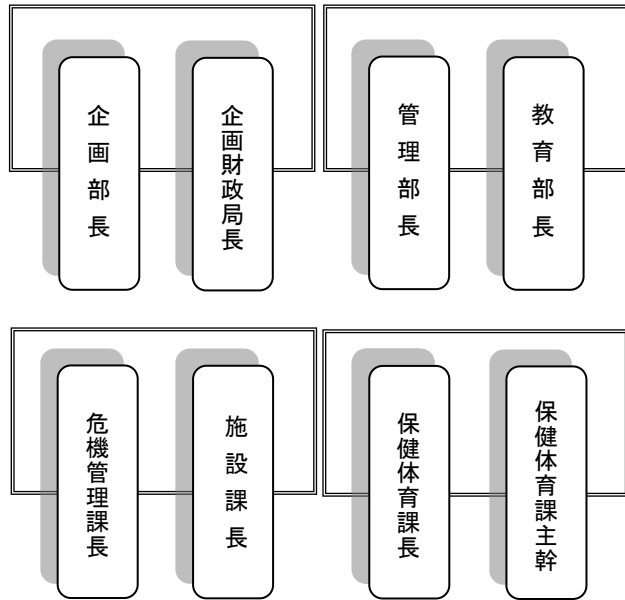 企画部長
企画財政局長
管理部長
教育部長
危機管理課長
施設課長
保健体育課長
保健体育課主幹